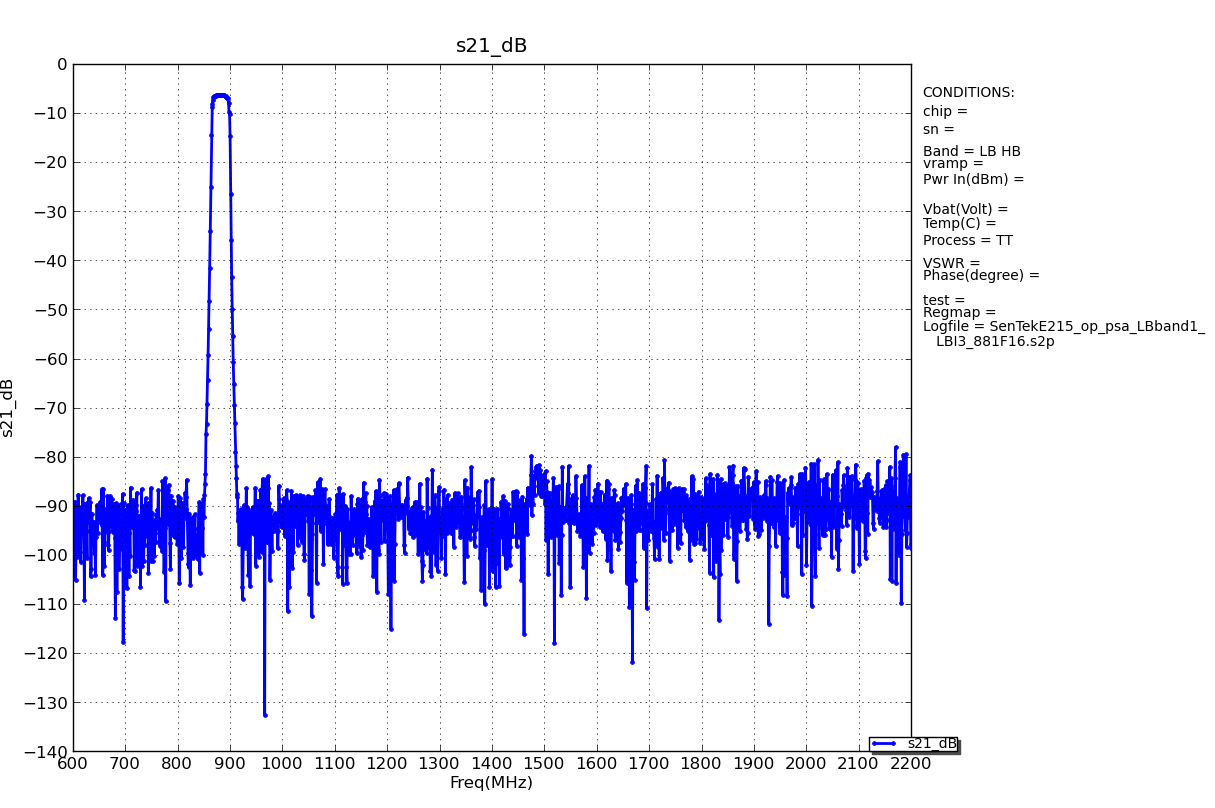 s21_dB
0
−10
−20
−30
−40
−50
−60
−70
−80
−90
−100
−110
−120
−130
−140
s21_dB
600 700 800 900 1000 1100 1200 1300 1400 1500 1600 1700 1800 1900 2000 2100 2200
Freq(MHz)
CONDITIONS:
chip =
sn =
Band = LB HB
vramp =
Pwr In(dBm) =
Vbat(Volt) =
Temp(C) =
Process = TT
VSWR =
Phase(degree) =
test =
Regmap =
Logfile = SenTekE215_op_psa_LBband1_
LBI3_881F16.s2p
s21_dB